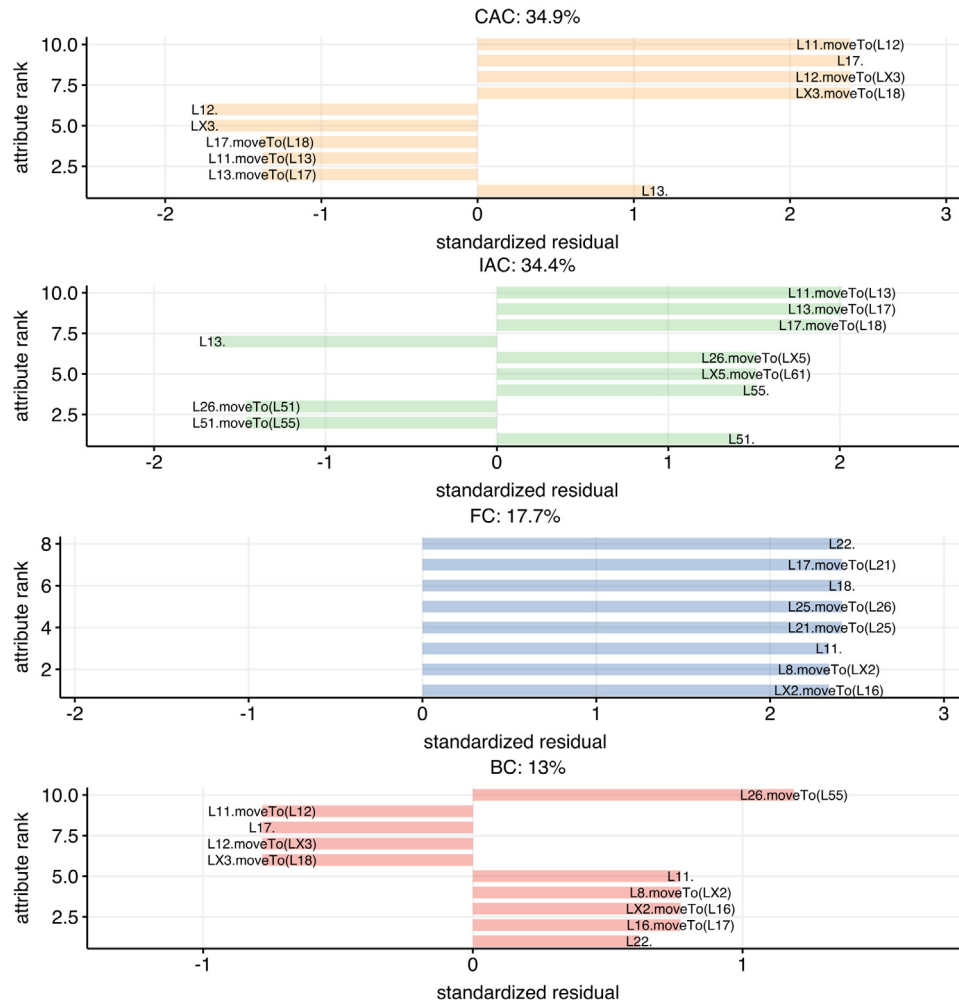 CAC: 34.9%
attribute rank
10.0
7.5
5.0
2.5
L11.moveTo(L12)
L17.
L12.moveTo(LX3)
LX3.moveTo(L18)
L12.
LX3.
L17.moveTo(L18)
L11.moveTo(L13)
L13.moveTo(L17)
L13.
-2 -1 0 1 2 3
standardized residual
IAC: 34.4%
attribute rank
10.0
7.5
5.0
2.5
L11.moveTo(L13)
L13.moveTo(L17)
L17.moveTo(L18)
L13.
L26.moveTo(LX5)
LX5.moveTo(L61)
L55.
L26.moveTo(L51)
L51.moveTo(L55)
L51.
-2 -1 0 1 2
standardized residual
FC: 17.7%
attribute rank
8
6
4
2
L22.
L17.moveTo(L21)
L18.
L25.moveTo(L26)
L21.moveTo(L25)
L11.
L8.moveTo(LX2)
LX2.moveTo(L16)
-2 -1 0 1 2 3
standardized residual
BC: 13%
attribute rank
10.0
7.5
5.0
2.5
L26.moveTo(L55)
L11.moveTo(L12)
L17.
L12.moveTo(LX3)
LX3.moveTo(L18)
L11.
L8.moveTo(LX2)
LX2.moveTo(L16)
L16.moveTo(L17)
L22.
-1 0 1
standardized residual